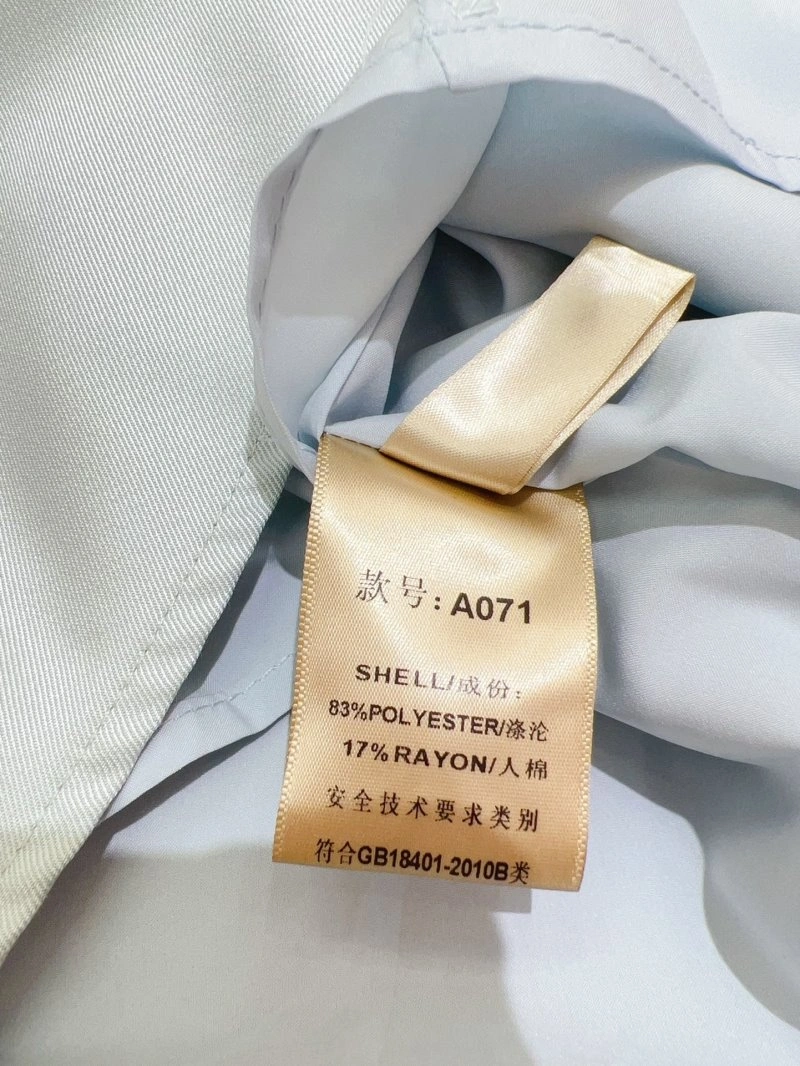 款号：A071
SHELL/成份：
83%POLYESTER/涤沦
17%RAYON/人棉
安全技术要求类别
符合GB18401-2010B类